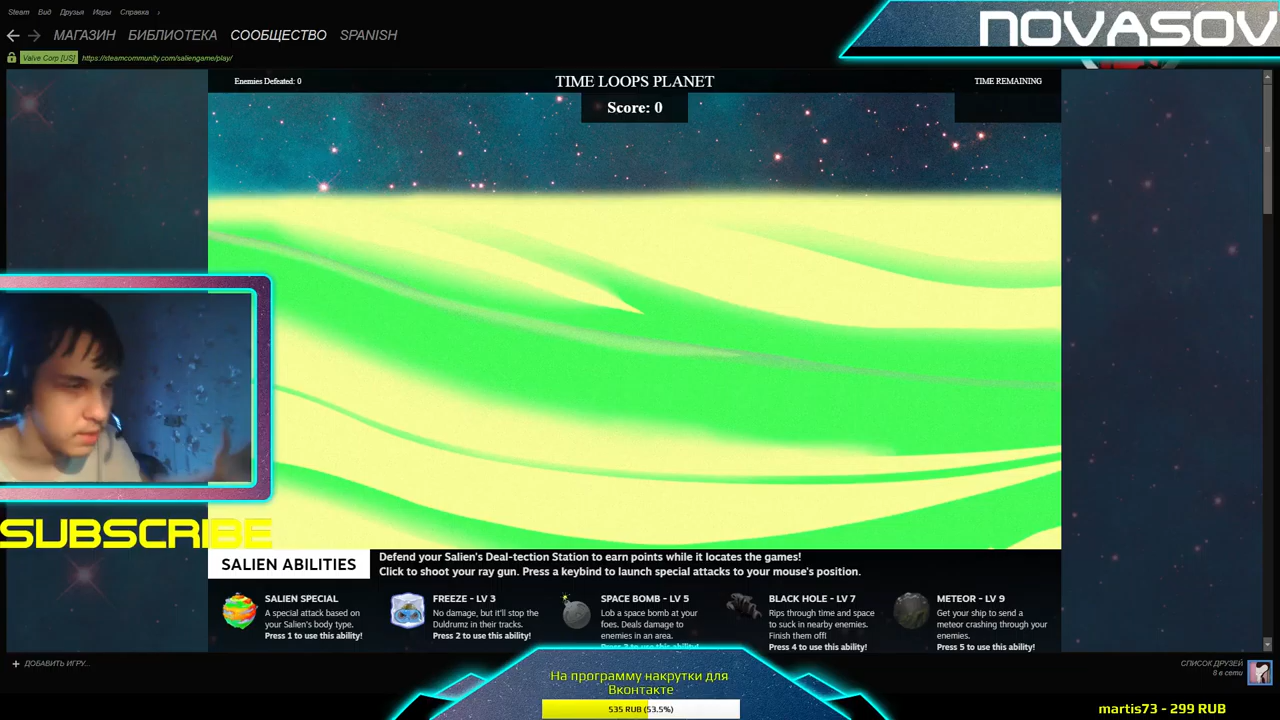 Steam Вид Друзья Игры Справка
NOVASOV
МАГАЗИН БИБЛИОТЕКА СООБЩЕСТВО SPANISH
Valve Corp [US] https://steamcommunity.com/saliengame/play/
Enemies Defeated: 0
TIME LOOPS PLANET
TIME REMAINING
Score: 0
SUBSCRIBE
SALIEN ABILITIES
Defend your Salien's Deal-tection Station to earn points while it locates the games!
Click to shoot your ray gun. Press a keybind to launch special attacks to your mouse's position.
SALIEN SPECIAL
A special attack based on
your Salien's body type.
Press 1 to use this ability!
FREEZE - LV 3
No damage, but it'll stop the
Duldrumz in their tracks.
Press 2 to use this ability!
SPACE BOMB - LV 5
Lob a space bomb at your
foes. Deals damage to
enemies in an area.
Press 3 to use this ability!
BLACK HOLE - LV 7
Rips through time and space
to suck in nearby enemies.
Finish them off!
Press 4 to use this ability!
METEOR - LV 9
Get your ship to send a
meteor crashing through your
enemies.
Press 5 to use this ability!
+ ДОБАВИТЬ ИГРУ...
СПИСОК ДРУЗЕЙ
8 в сети
На программу накрутки для
Вконтакте
535 RUB (53.5%)
martis73 - 299 RUB